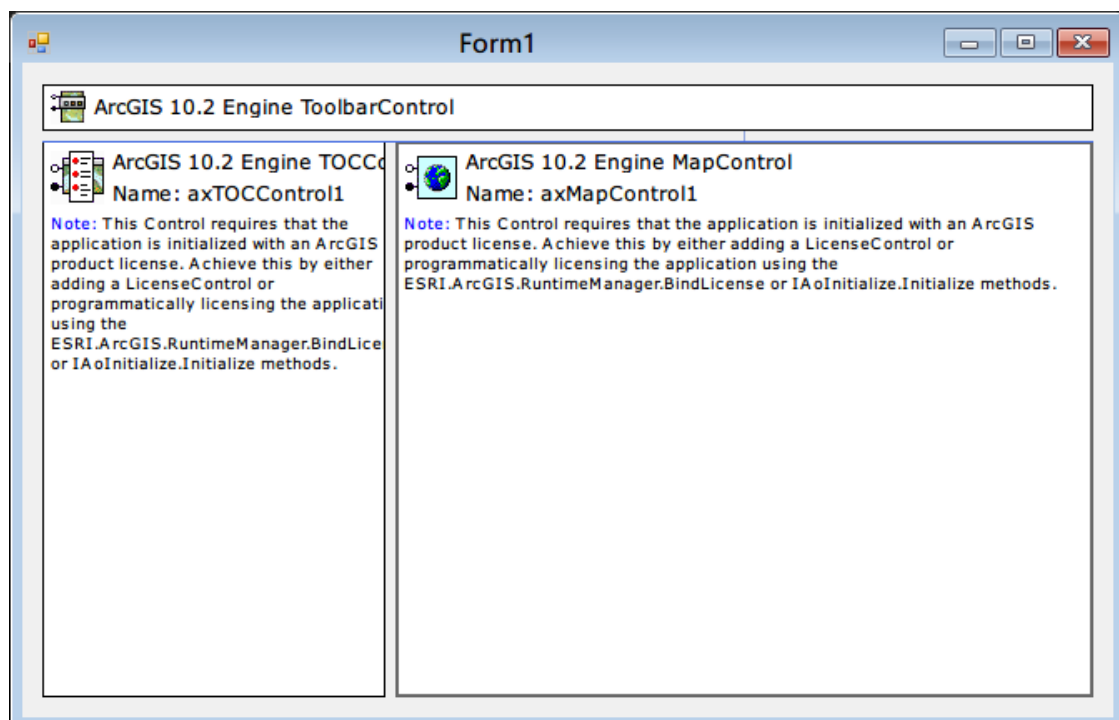 Form1
ArcGIS 10.2 Engine ToolbarControl
ArcGIS 10.2 Engine TOCCo
Name: axTOCControl1
Note: This Control requires that the
application is initialized with an ArcGIS
product license. Achieve this by either
adding a LicenseControl or
programmatically licensing the applicati
using the
ESRI.ArcGIS.RuntimeManager.BindLicen
or IAoInitialize.Initialize methods.
ArcGIS 10.2 Engine MapControl
Name: axMapControl1
Note: This Control requires that the application is initialized with an ArcGIS
product license. Achieve this by either adding a LicenseControl or
programmatically licensing the application using the
ESRI.ArcGIS.RuntimeManager.BindLicense or IAoInitialize.Initialize methods.